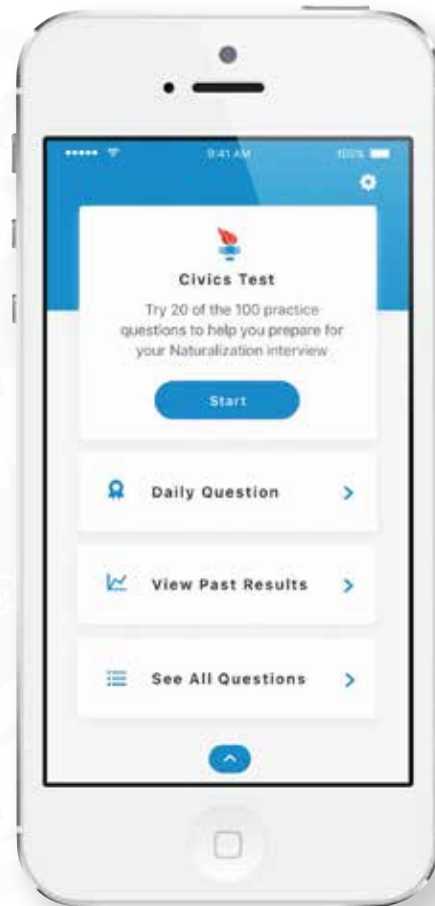 9:41 AM 100%
Civics Test
Try 20 of the 100 practice
questions to help you prepare for
your Naturalization interview
Start
Daily Question
View Past Results
See All Questions